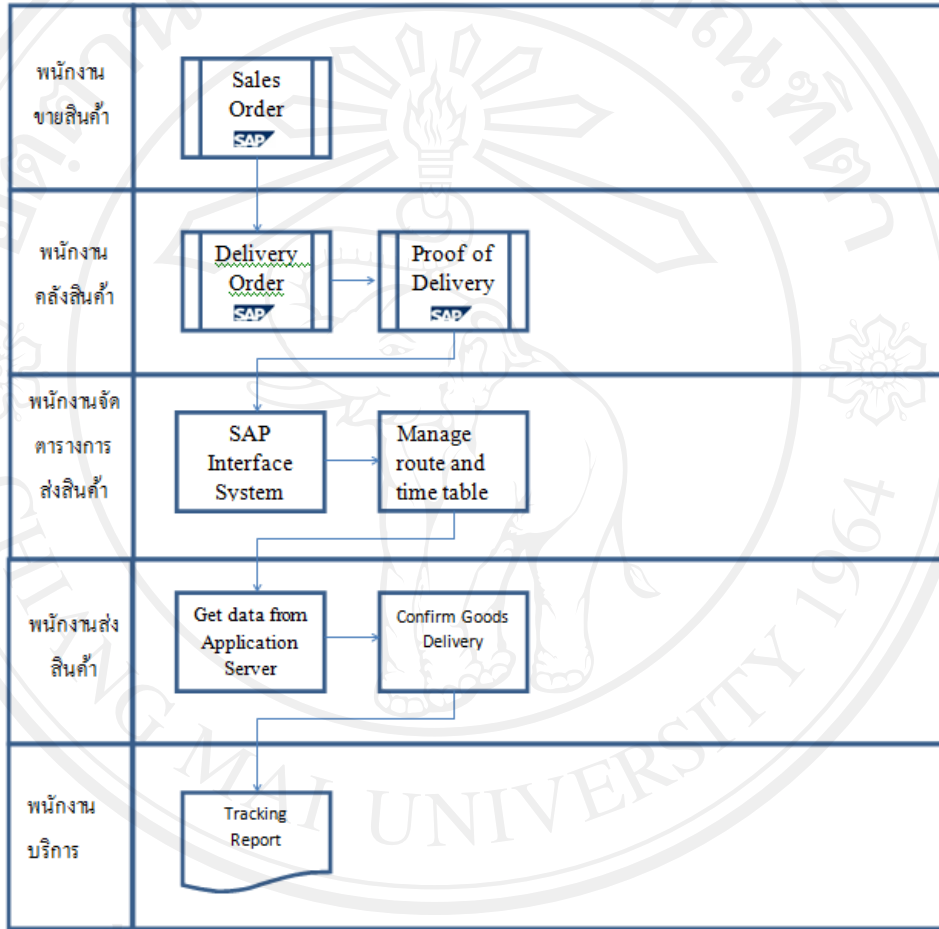 พนักงาน
ขายสินค้า
Sales
Order
SAP
พนักงาน
คลังสินค้า
Delivery
Order
SAP
Proof of
Delivery
SAP
พนักงานจัด
ตารางการ
ส่งสินค้า
SAP
Interface
System
Manage
route and
time table
พนักงานส่ง
สินค้า
Get data from
Application
Server
Confirm Goods
Delivery
พนักงาน
บริการ
Tracking
Report
CHIANG MAI UNIVERSITY 1964